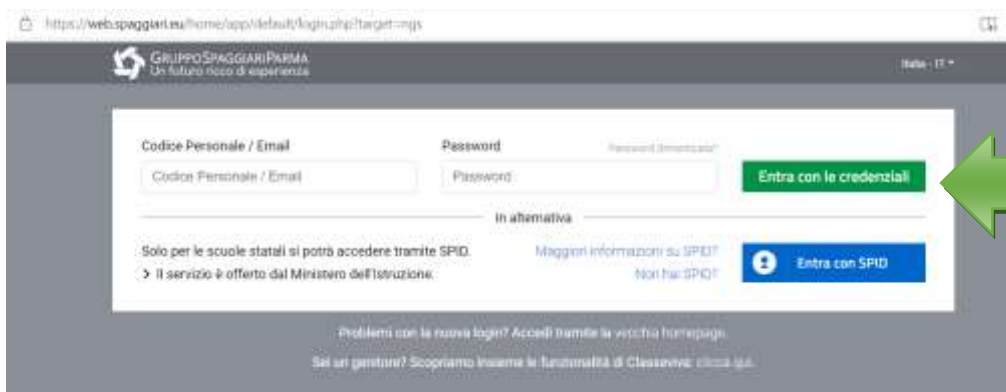 https://web.spaggiari.eu/home/app/default/login.php?target=ngs
GRUPPOSPAGGIARIPARMA
Un futuro ricco di esperienza
Italia - IT
Codice Personale / Email
Password
Password dimenticata?
Codice Personale / Email
Password
Entra con le credenziali
In alternativa
Solo per le scuole statali si potrà accedere tramite SPID.
Maggiori informazioni su SPID?
> Il servizio è offerto dal Ministero dell'Istruzione.
Non hai SPID?
Entra con SPID
Problemi con la nuova login? Accedi tramite la vecchia homepage.
Sei un genitore? Scopriamo insieme le funzionalità di Classeviva: clicca qui.